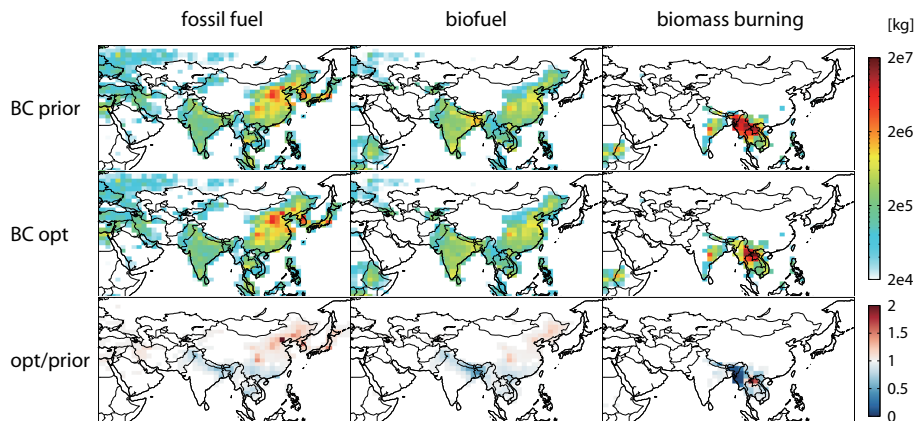 fossil fuel biofuel biomass burning [kg]
BC prior
2e7
2e6
BC opt
2e5
2e4
opt/prior
2
1.5
1
0.5
0